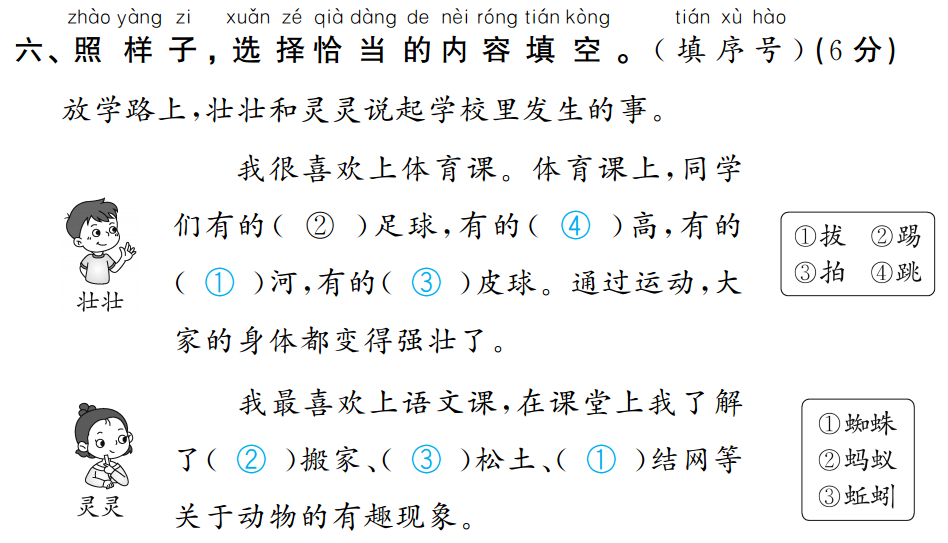 zhào yàng zi xuǎn zé qià dàng de nèi róng tián kòng tián xù hào
六、照样子,选择恰当的内容填空。(填序号)(6分)
放学路上,壮壮和灵灵说起学校里发生的事。
我很喜欢上体育课。体育课上,同学
们有的( ② )足球,有的( ④ )高,有的
( ① )河,有的( ③ )皮球。通过运动,大
家的身体都变得强壮了。
壮壮
①拔 ②踢
③拍 ④跳
我最喜欢上语文课,在课堂上我了解
了( ② )搬家、( ③ )松土、( ① )结网等
关于动物的有趣现象。
灵灵
①蜘蛛
②蚂蚁
③蚯蚓